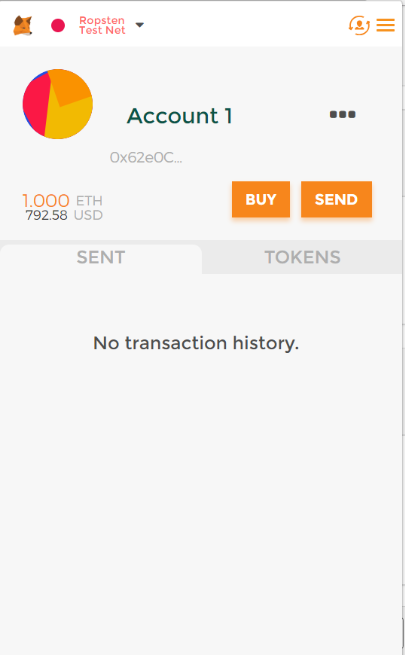 Ropsten
Test Net
Account 1
0x62e0C...
1.000 ETH
792.58 USD
BUY
SEND
SENT
TOKENS
No transaction history.